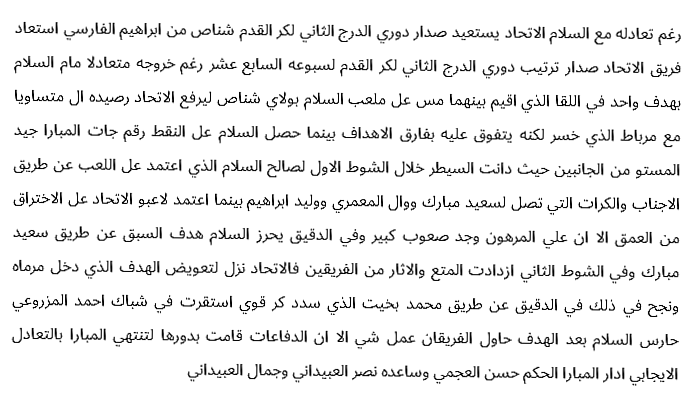 رغم تعادله مع السلام الاتحاد يستعيد صدار دوري الدرج الثاني لكر القدم شناص من ابراهيم الفارسي استعاد
فريق الاتحاد صدار ترتيب دوري الدرج الثاني لكر القدم لسبوعه السابع عشر رغم خروجه متعادلا مام السلام
بهدف واحد في اللقا الذي اقيم بينهما مس عل ملعب السلام بولاي شناص ليرفع الاتحاد رصيده ال متساويا
مع مرباط الذي خسر لكنه يتفوق عليه بفارق الاهداف بينما حصل السلام عل النقط رقم جات المبارا جيد
المستو من الجانبين حيث دانت السيطر خلال الشوط الاول لصالح السلام الذي اعتمد عل اللعب عن طريق
الاجناب والكرات التي تصل لسعيد مبارك ووال المعمري ووليد ابراهيم بينما اعتمد لاعبو الاتحاد عل الاختراق
من العمق الا ان علي المرهون وجد صعوب كبير وفي الدقيق يحرز السلام هدف السبق عن طريق سعيد
مبارك وفي الشوط الثاني ازدادت المتع والاثار من الفريقين فالاتحاد نزل لتعويض الهدف الذي دخل مرماه
ونجح في ذلك في الدقيق عن طريق محمد بخيت الذي سدد كر قوي استقرت في شباك احمد المزروعي
حارس السلام بعد الهدف حاول الفريقان عمل شي الا ان الدفاعات قامت بدورها لتنتهي المبارا بالتعادل
الايجابي ادار المبارا الحكم حسن العجمي وساعده نصر العبيداني وجمال العبيداني